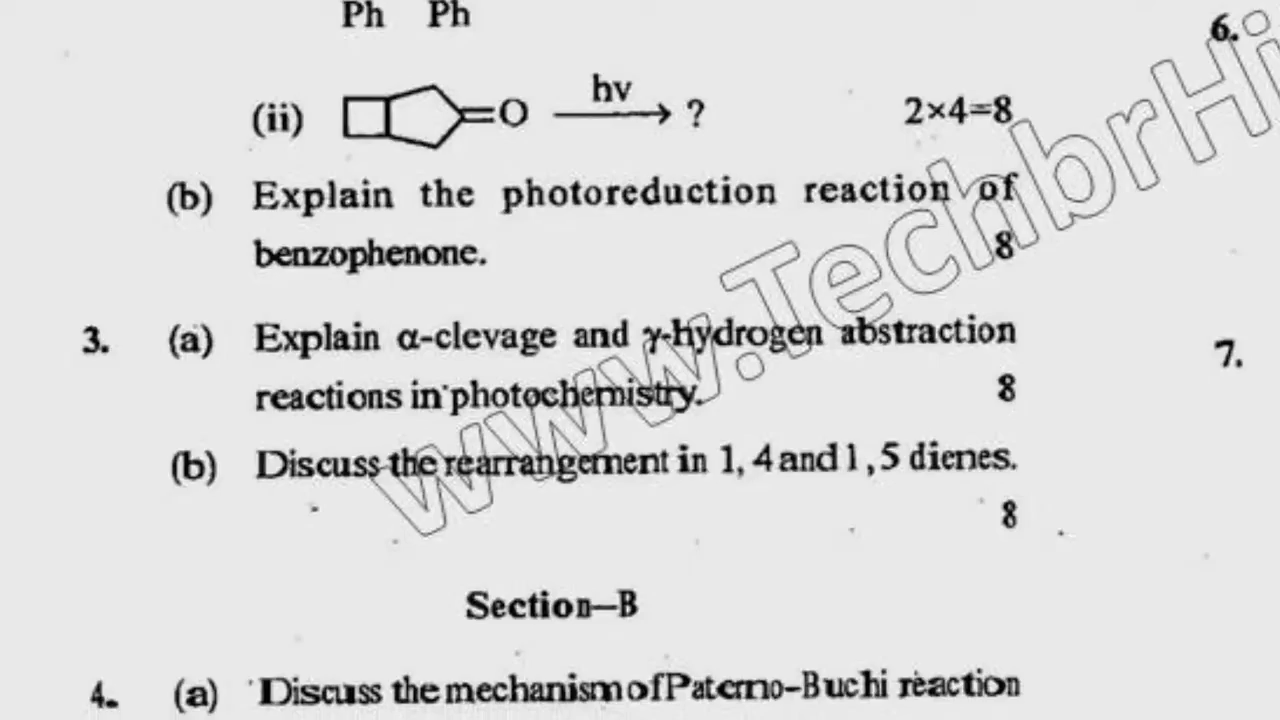 Ph Ph
6.
(ii) =O hν ? 2×4=8
(b) Explain the photoreduction reaction of
benzophenone. 8
3. (a) Explain α-clevage and γ-hydrogen abstraction
reactions in photochemistry. 8
7.
(b) Discuss the rearrangement in 1, 4 and 1, 5 dienes.
8
Section–B
4. (a) Discuss the mechanism of Paterno-Buchi reaction
www.TechbrHi